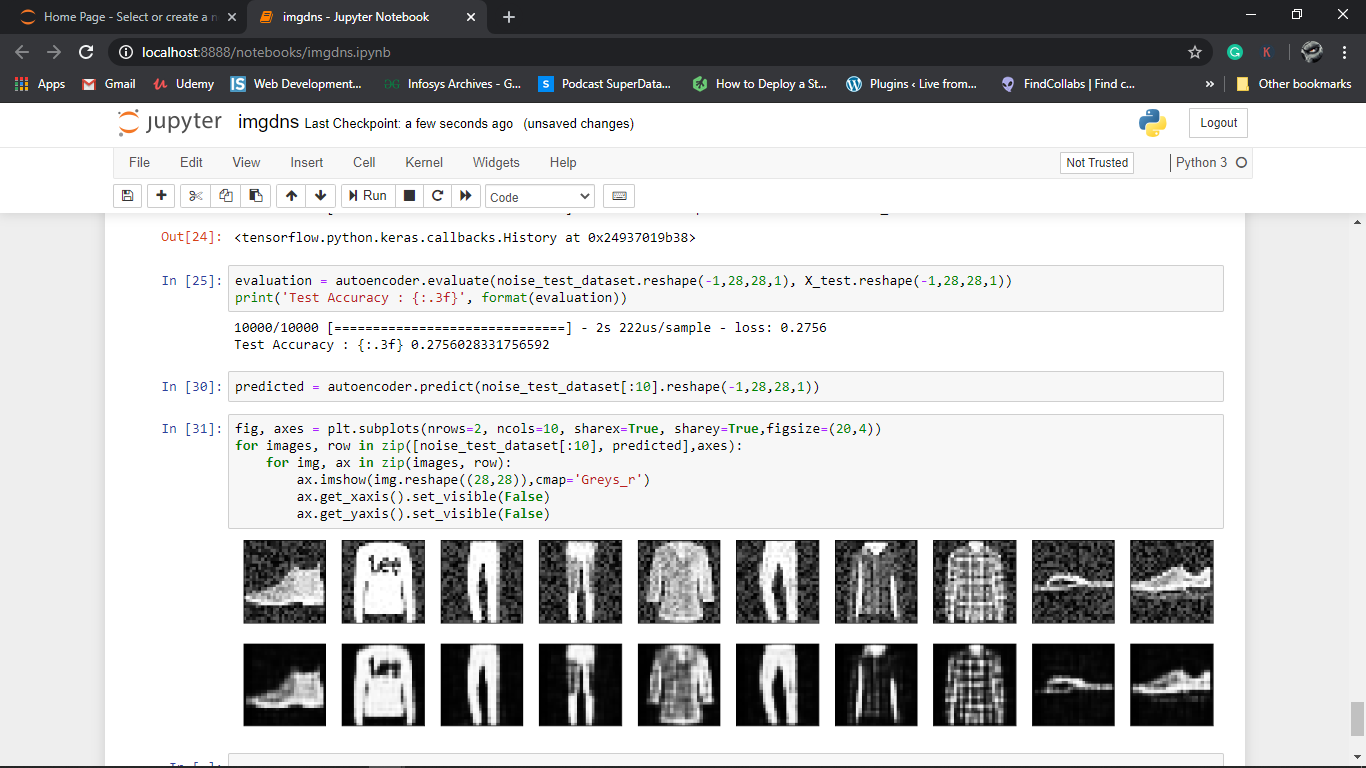 Home Page - Select or create a n
imgdns - Jupyter Notebook
localhost:8888/notebooks/imgdns.ipynb
G
K
Apps
Gmail
Udemy
IS
Web Development...
Infosys Archives - G...
S
Podcast SuperData...
How to Deploy a St...
Plugins ‹ Live from...
FindCollabs | Find c...
»
Other bookmarks
jupyter
imgdns Last Checkpoint: a few seconds ago (unsaved changes)
Logout
File Edit View Insert Cell Kernel Widgets Help
Not Trusted
Python 3
Run
Code
Out[24]: <tensorflow.python.keras.callbacks.History at 0x24937019b38>
In [25]: evaluation = autoencoder.evaluate(noise_test_dataset.reshape(-1,28,28,1), X_test.reshape(-1,28,28,1))
print('Test Accuracy : {:.3f}', format(evaluation))
10000/10000 [==============================] - 2s 222us/sample - loss: 0.2756
Test Accuracy : {:.3f} 0.2756028331756592
In [30]: predicted = autoencoder.predict(noise_test_dataset[:10].reshape(-1,28,28,1))
In [31]: fig, axes = plt.subplots(nrows=2, ncols=10, sharex=True, sharey=True,figsize=(20,4))
for images, row in zip([noise_test_dataset[:10], predicted],axes):
    for img, ax in zip(images, row):
        ax.imshow(img.reshape((28,28)),cmap='Greys_r')
        ax.get_xaxis().set_visible(False)
        ax.get_yaxis().set_visible(False)
Lee
Lee